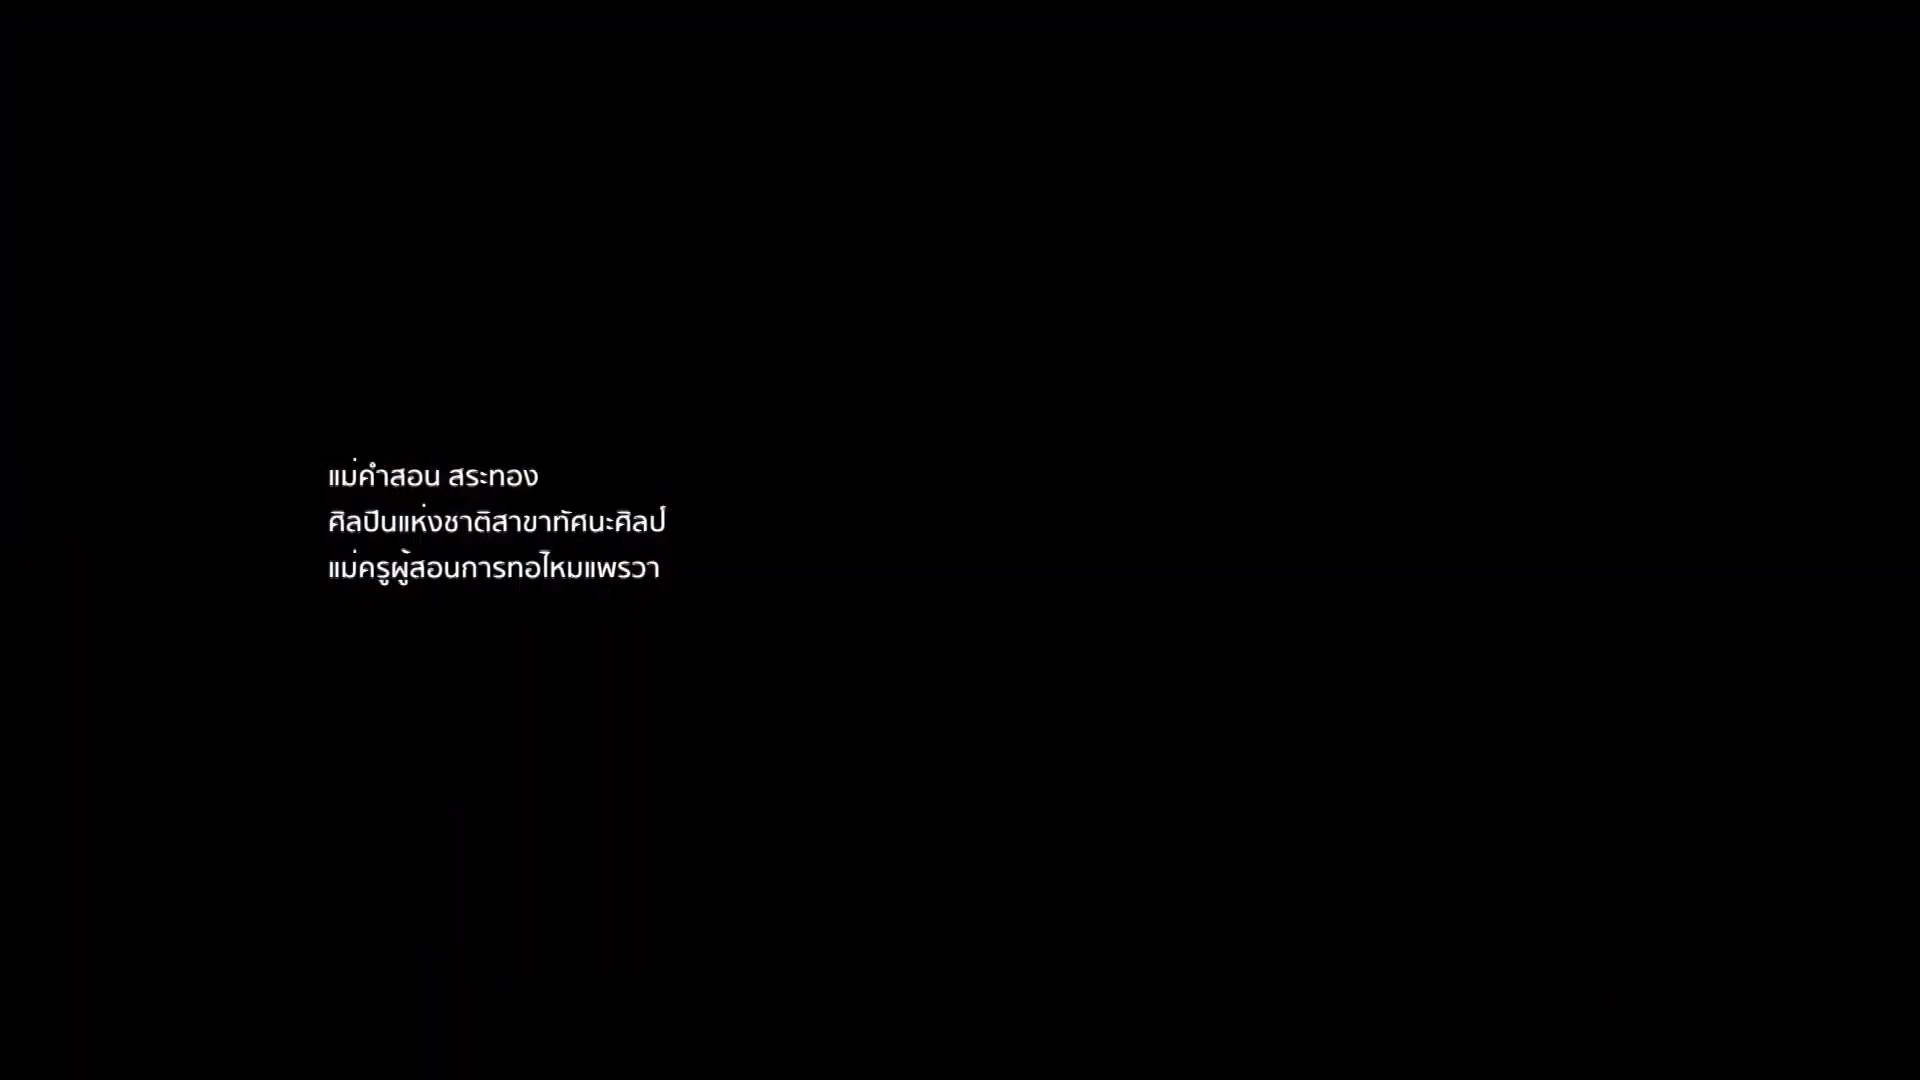 แม่คำสอน สระทอง
ศิลปินแห่งชาติสาขาทัศนะศิลป์
แม่ครูผู้สอนการทอไหมแพรวา